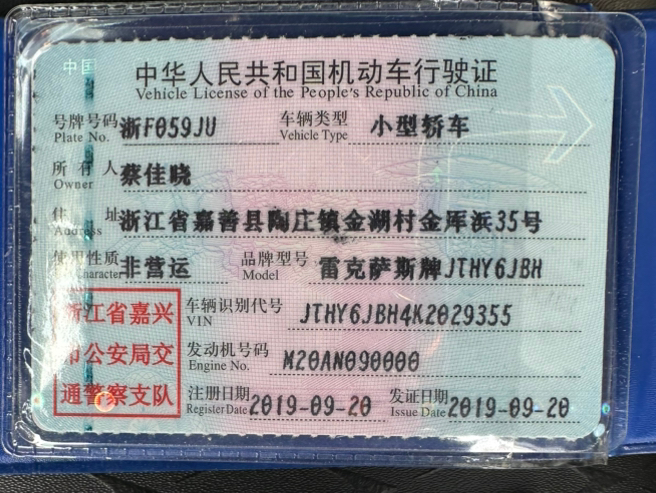 中国
中华人民共和国机动车行驶证
Vehicle License of the People's Republic of China
号牌号码 Plate No. 浙F059JU 车辆类型 Vehicle Type 小型轿车
所有人 Owner 蔡佳晓
住址 Address 浙江省嘉善县陶庄镇金湖村金厍浜35号
使用性质 Character 非营运 品牌型号 Model 雷克萨斯牌JTHY6JBH
浙江省嘉兴 车辆识别代号 VIN JTHY6JBH4K2029355
市公安局交 发动机号码 Engine No. M20AN090000
通警察支队 注册日期 Register Date 2019-09-20 发证日期 Issue Date 2019-09-20